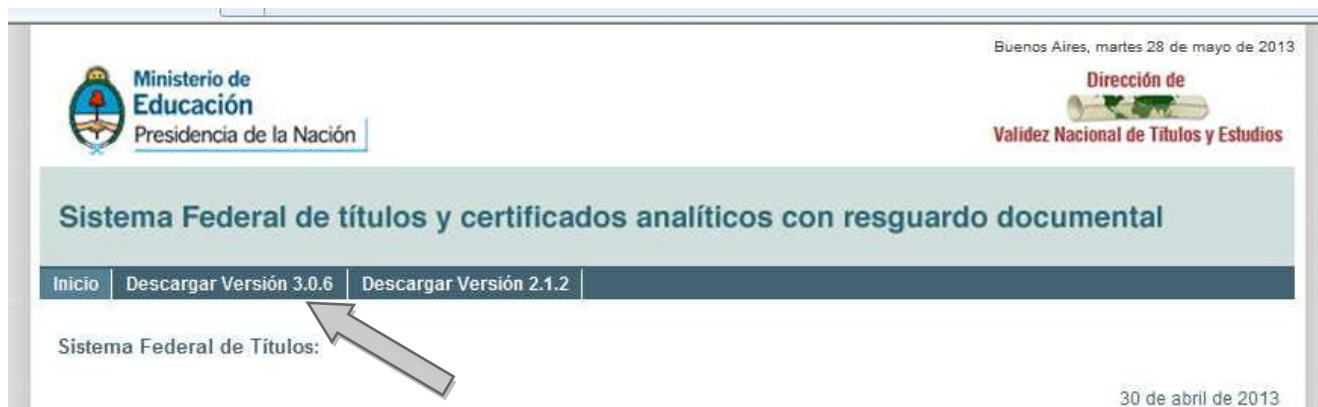 Buenos Aires, martes 28 de mayo de 2013
Ministerio de
Educación
Presidencia de la Nación
Dirección de
Validez Nacional de Títulos y Estudios
Sistema Federal de títulos y certificados analíticos con resguardo documental
Inicio
Descargar Versión 3.0.6
Descargar Versión 2.1.2
Sistema Federal de Títulos:
30 de abril de 2013